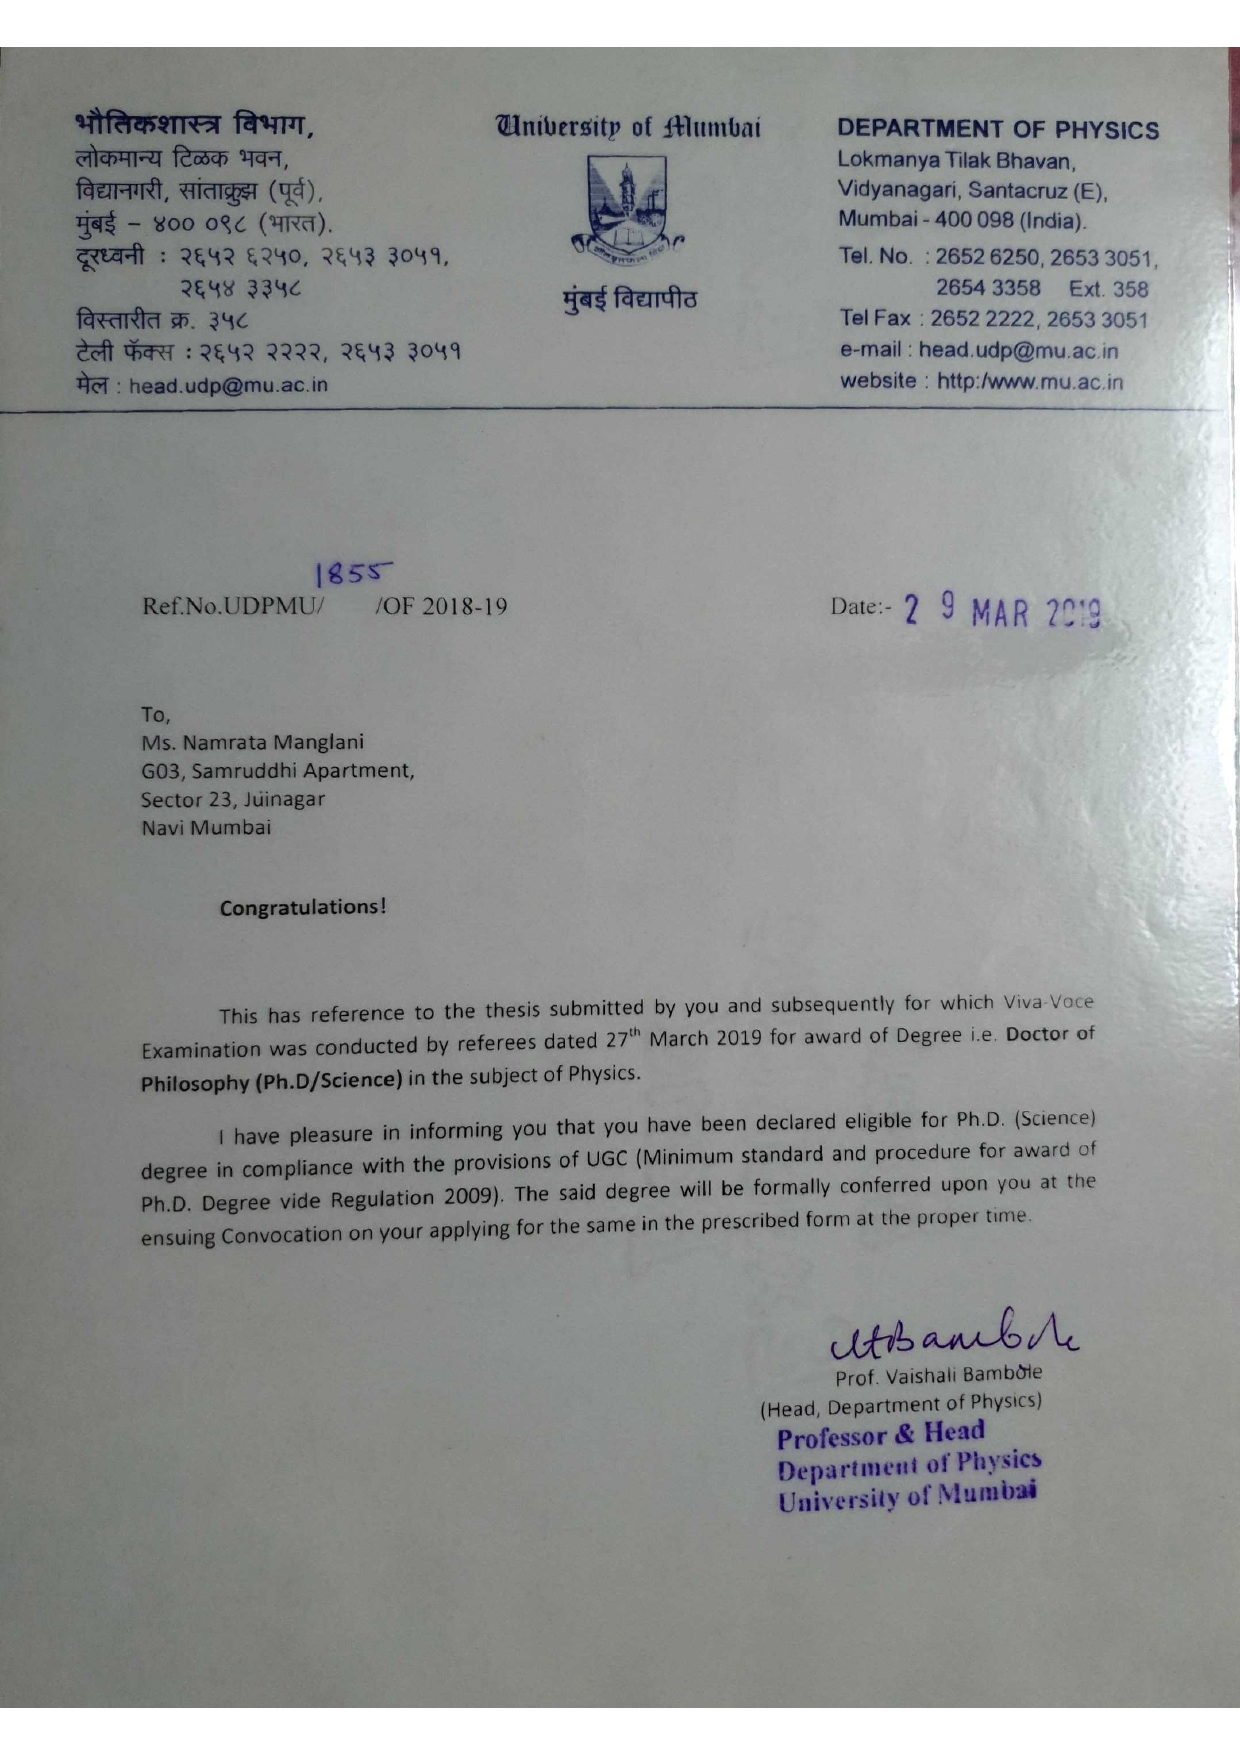 भौतिकशास्त्र विभाग,
लोकमान्य टिळक भवन,
विद्यानगरी, सांताक्रुझ (पूर्व),
मुंबई – ४०० ०९८ (भारत).
दूरध्वनी : २६५२ ६२५०, २६५३ ३०५१,
२६५४ ३३५८
विस्तारीत क्र. ३५८
टेली फॅक्स : २६५२ २२२२, २६५३ ३०५१
मेल : head.udp@mu.ac.in
University of Mumbai
मुंबई विद्यापीठ
DEPARTMENT OF PHYSICS
Lokmanya Tilak Bhavan,
Vidyanagari, Santacruz (E),
Mumbai - 400 098 (India).
Tel. No. : 2652 6250, 2653 3051,
2654 3358 Ext. 358
Tel Fax : 2652 2222, 2653 3051
e-mail : head.udp@mu.ac.in
website : http:/www.mu.ac.in
1855
Ref.No.UDPMU/ /OF 2018-19
Date:- 29 MAR 2019
To,
Ms. Namrata Manglani
G03, Samruddhi Apartment,
Sector 23, Juinagar
Navi Mumbai
Congratulations!
This has reference to the thesis submitted by you and subsequently for which Viva-Voce
Examination was conducted by referees dated 27th March 2019 for award of Degree i.e. Doctor of
Philosophy (Ph.D/Science) in the subject of Physics.
I have pleasure in informing you that you have been declared eligible for Ph.D. (Science)
degree in compliance with the provisions of UGC (Minimum standard and procedure for award of
Ph.D. Degree vide Regulation 2009). The said degree will be formally conferred upon you at the
ensuing Convocation on your applying for the same in the prescribed form at the proper time.
Prof. Vaishali Bambole
(Head, Department of Physics)
Professor & Head
Department of Physics
University of Mumbai